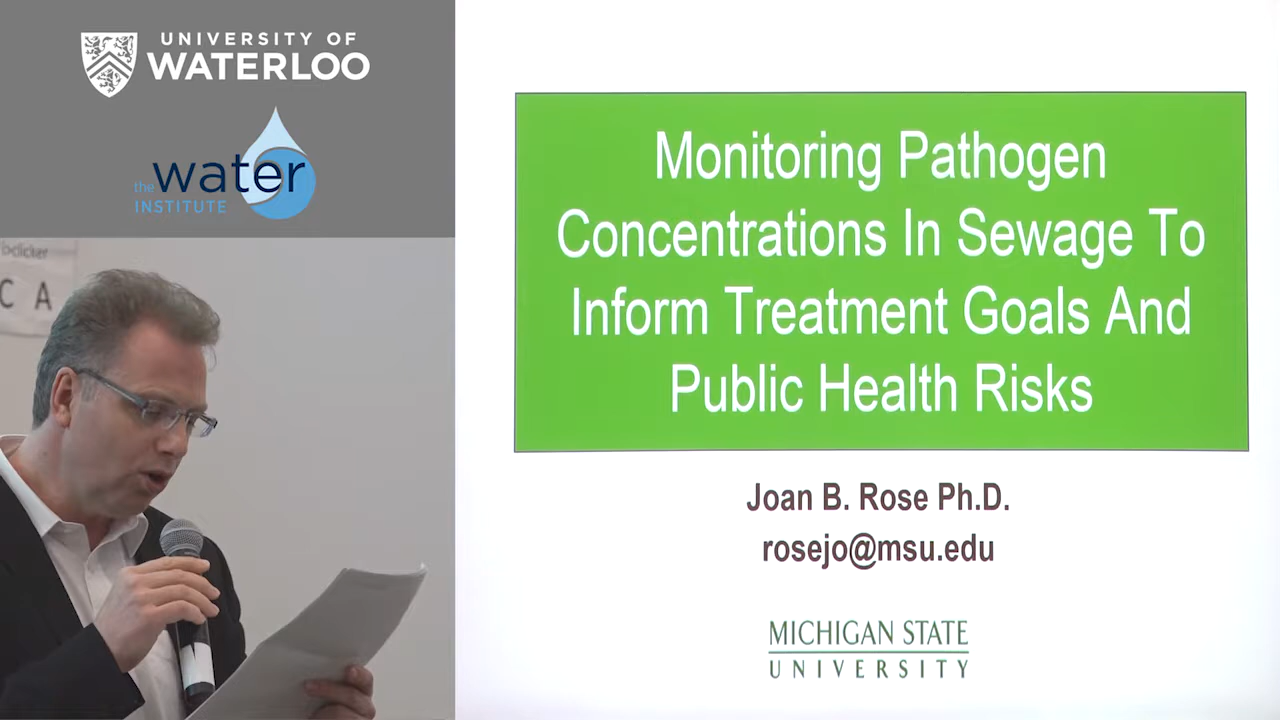 UNIVERSITY OF
WATERLOO
the water
INSTITUTE
C A
Monitoring Pathogen
Concentrations In Sewage To
Inform Treatment Goals And
Public Health Risks
Joan B. Rose Ph.D.
rosejo@msu.edu
MICHIGAN STATE
UNIVERSITY